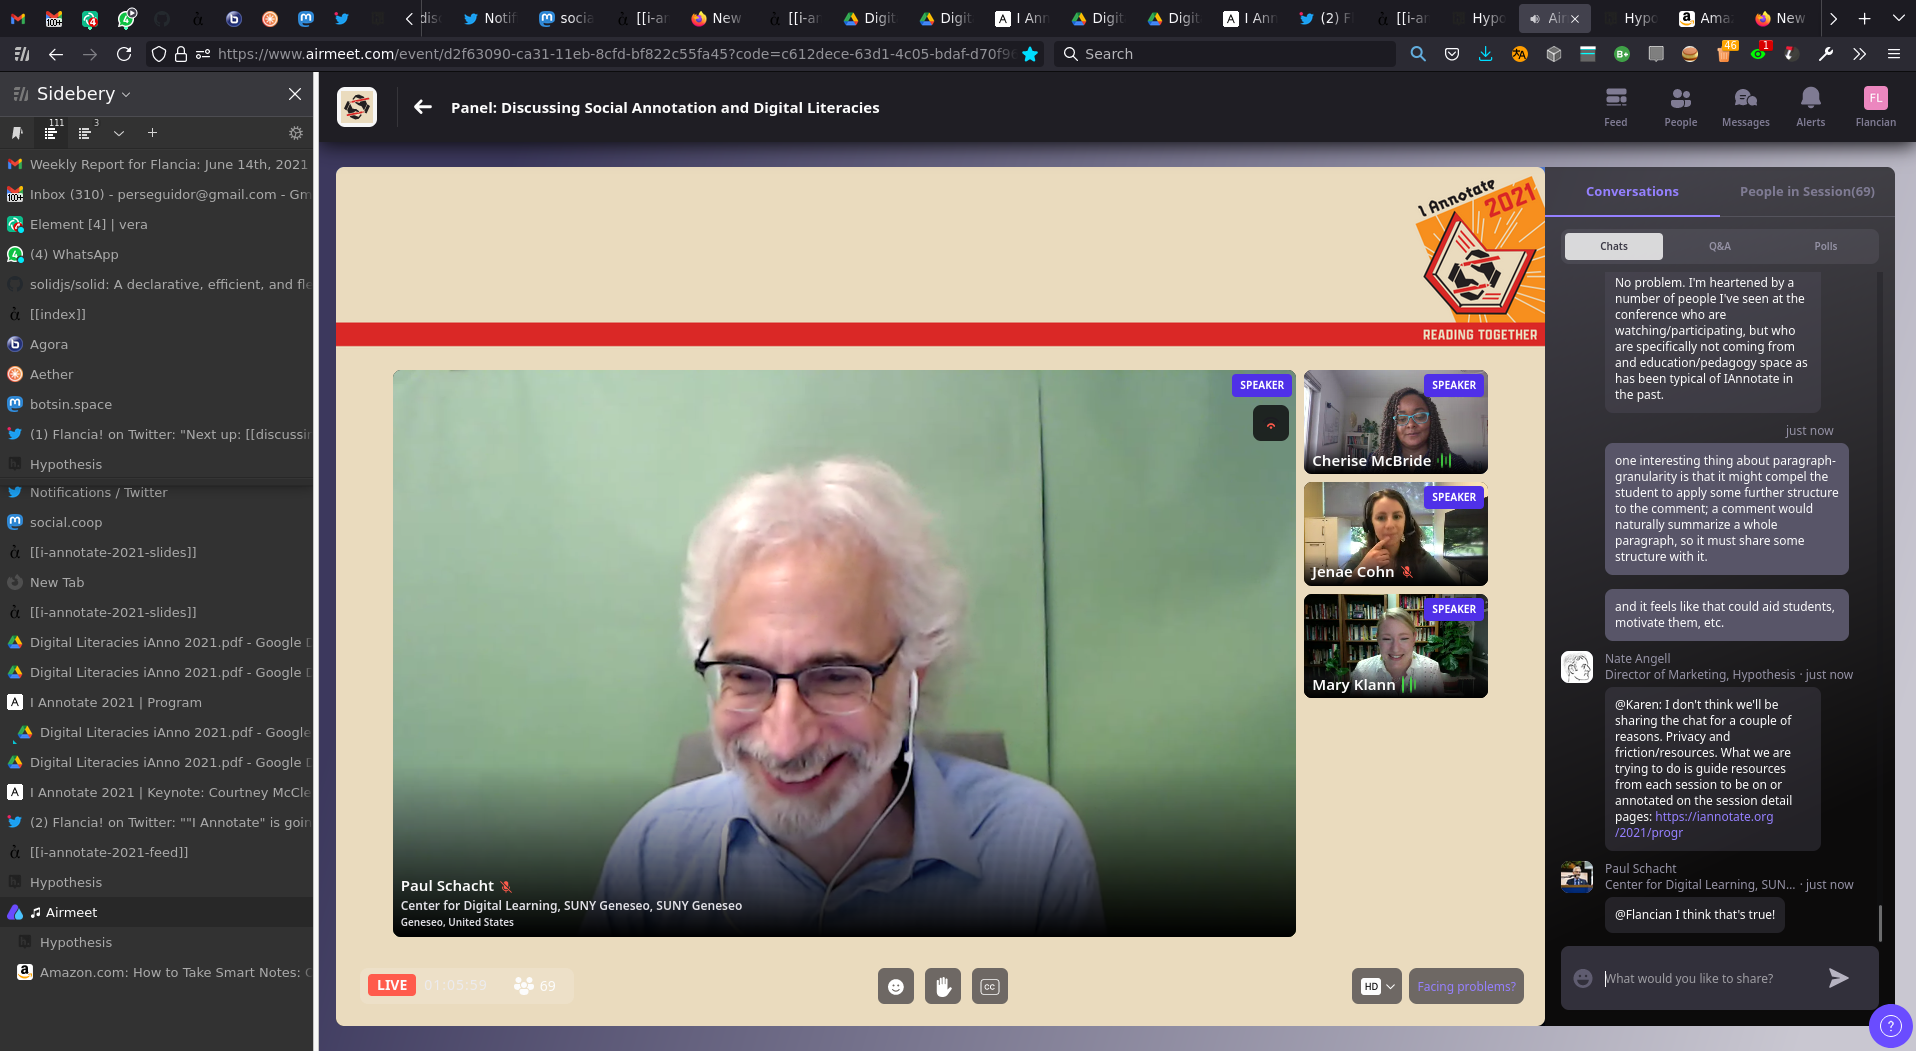 disc
Notif
socia
[[i-ar
New
[[i-ar
Digit
Digit
I Ann
Digit
Digit
I Ann
(2) F
[[i-ar
Hypo
Air
Hypo
Ama
New
https://www.airmeet.com/event/d2f63090-ca31-11eb-8cfd-bf822c55fa45?code=c612dece-63d1-4c05-bdaf-d70f96
Search
46
1
Sidebery
111
3
Weekly Report for Flancia: June 14th, 2021
Inbox (310) - perseguidor@gmail.com - Gm
Element [4] | vera
(4) WhatsApp
solidjs/solid: A declarative, efficient, and fle
[[index]]
Agora
Aether
botsin.space
(1) Flancia! on Twitter: "Next up: [[discussin
Hypothesis
Notifications / Twitter
social.coop
[[i-annotate-2021-slides]]
New Tab
[[i-annotate-2021-slides]]
Digital Literacies iAnno 2021.pdf - Google D
Digital Literacies iAnno 2021.pdf - Google D
I Annotate 2021 | Program
Digital Literacies iAnno 2021.pdf - Google
Digital Literacies iAnno 2021.pdf - Google D
I Annotate 2021 | Keynote: Courtney McCle
(2) Flancia! on Twitter: ""I Annotate" is goin
[[i-annotate-2021-feed]]
Hypothesis
Airmeet
Hypothesis
Amazon.com: How to Take Smart Notes: O
Panel: Discussing Social Annotation and Digital Literacies
Feed
People
Messages
Alerts
FL
Flancian
I Annotate 2021
READING TOGETHER
SPEAKER
Paul Schacht
Center for Digital Learning, SUNY Geneseo, SUNY Geneseo
Geneseo, United States
SPEAKER
Cherise McBride
SPEAKER
Jenae Cohn
SPEAKER
Mary Klann
LIVE 01:05:59 69
CC
HD
Facing problems?
Conversations
People in Session(69)
Chats
Q&A
Polls
No problem. I'm heartened by a
number of people I've seen at the
conference who are
watching/participating, but who
are specifically not coming from
and education/pedagogy space as
has been typical of IAnnotate in
the past.
just now
one interesting thing about paragraph-
granularity is that it might compel the
student to apply some further structure
to the comment; a comment would
naturally summarize a whole
paragraph, so it must share some
structure with it.
and it feels like that could aid students,
motivate them, etc.
Nate Angell
Director of Marketing, Hypothesis · just now
@Karen: I don't think we'll be
sharing the chat for a couple of
reasons. Privacy and
friction/resources. What we are
trying to do is guide resources
from each session to be on or
annotated on the session detail
pages: https://iannotate.org
/2021/progr
Paul Schacht
Center for Digital Learning, SUN... · just now
@Flancian I think that's true!
What would you like to share?
?